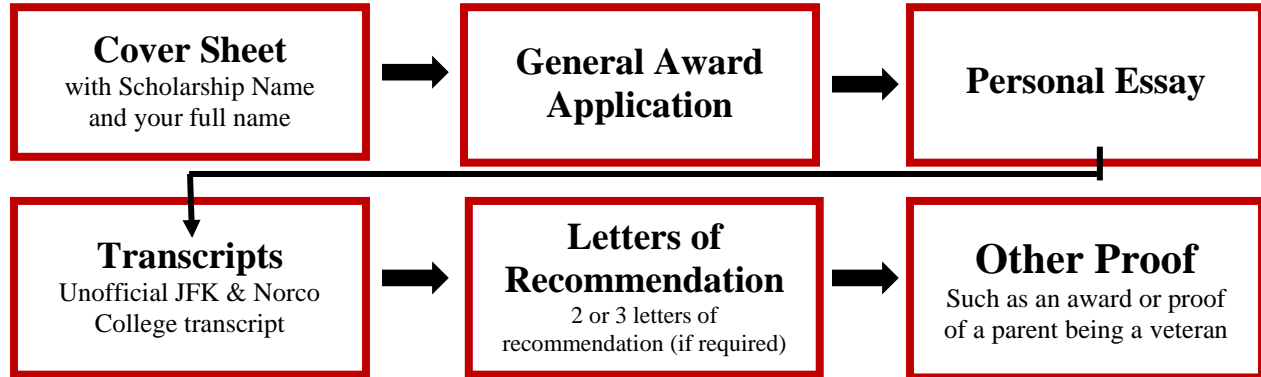 Cover Sheet
with Scholarship Name
and your full name
General Award
Application
Personal Essay
Transcripts
Unofficial JFK & Norco
College transcript
Letters of
Recommendation
2 or 3 letters of
recommendation (if required)
Other Proof
Such as an award or proof
of a parent being a veteran